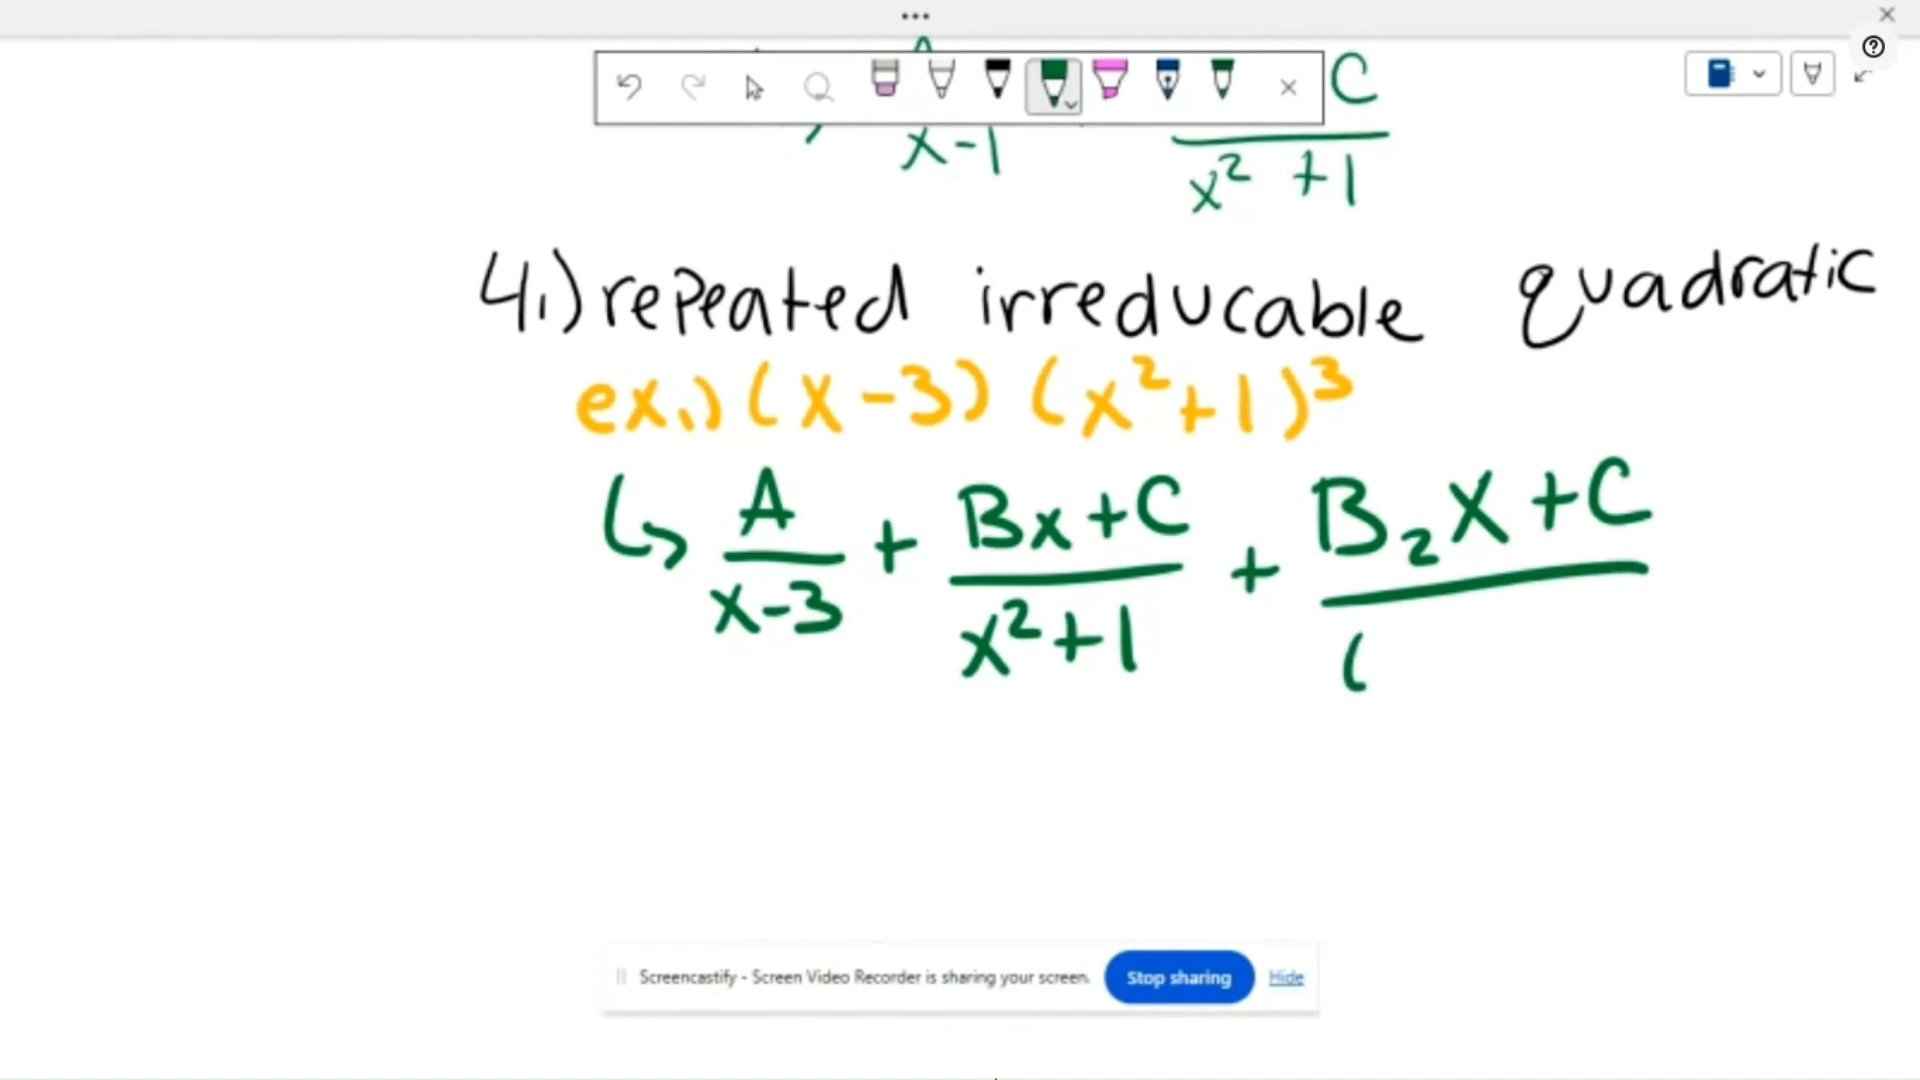 C
x-1
x² +1
4.) repeated irreducable quadratic
ex.) (x-3) (x²+1)³
↳ A/x-3 + Bx+C/x²+1 + B₂x+C/(
Screencastify - Screen Video Recorder is sharing your screen. Stop sharing Hide